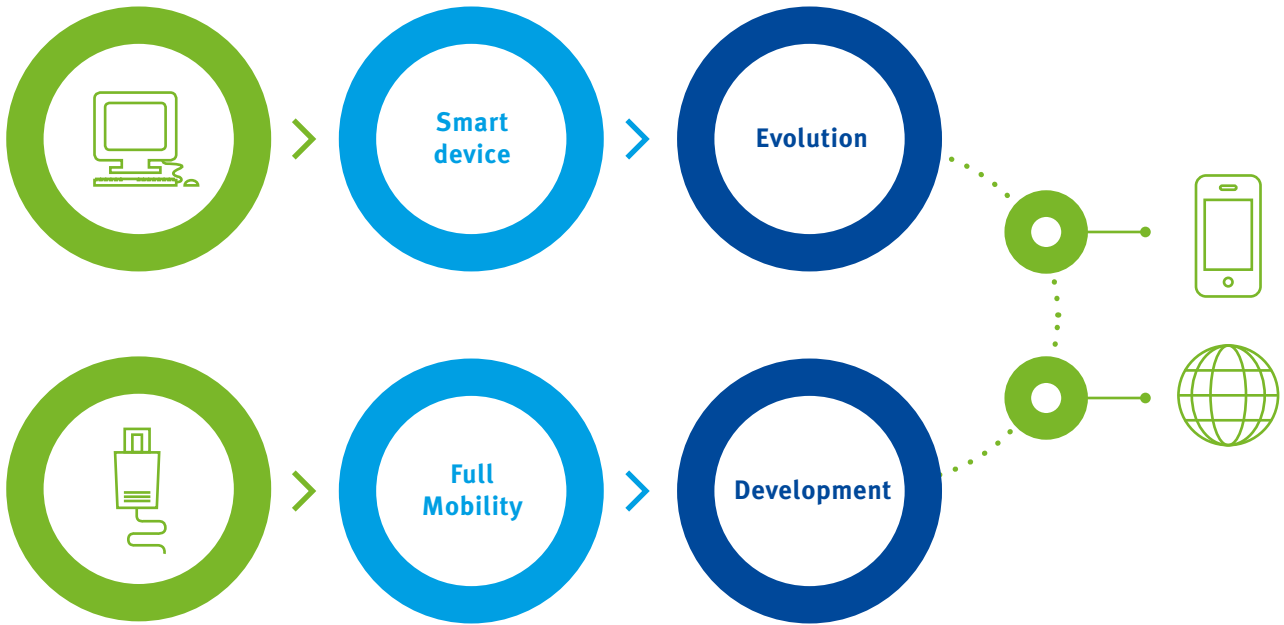 Smart
device
Evolution
Full
Mobility
Development